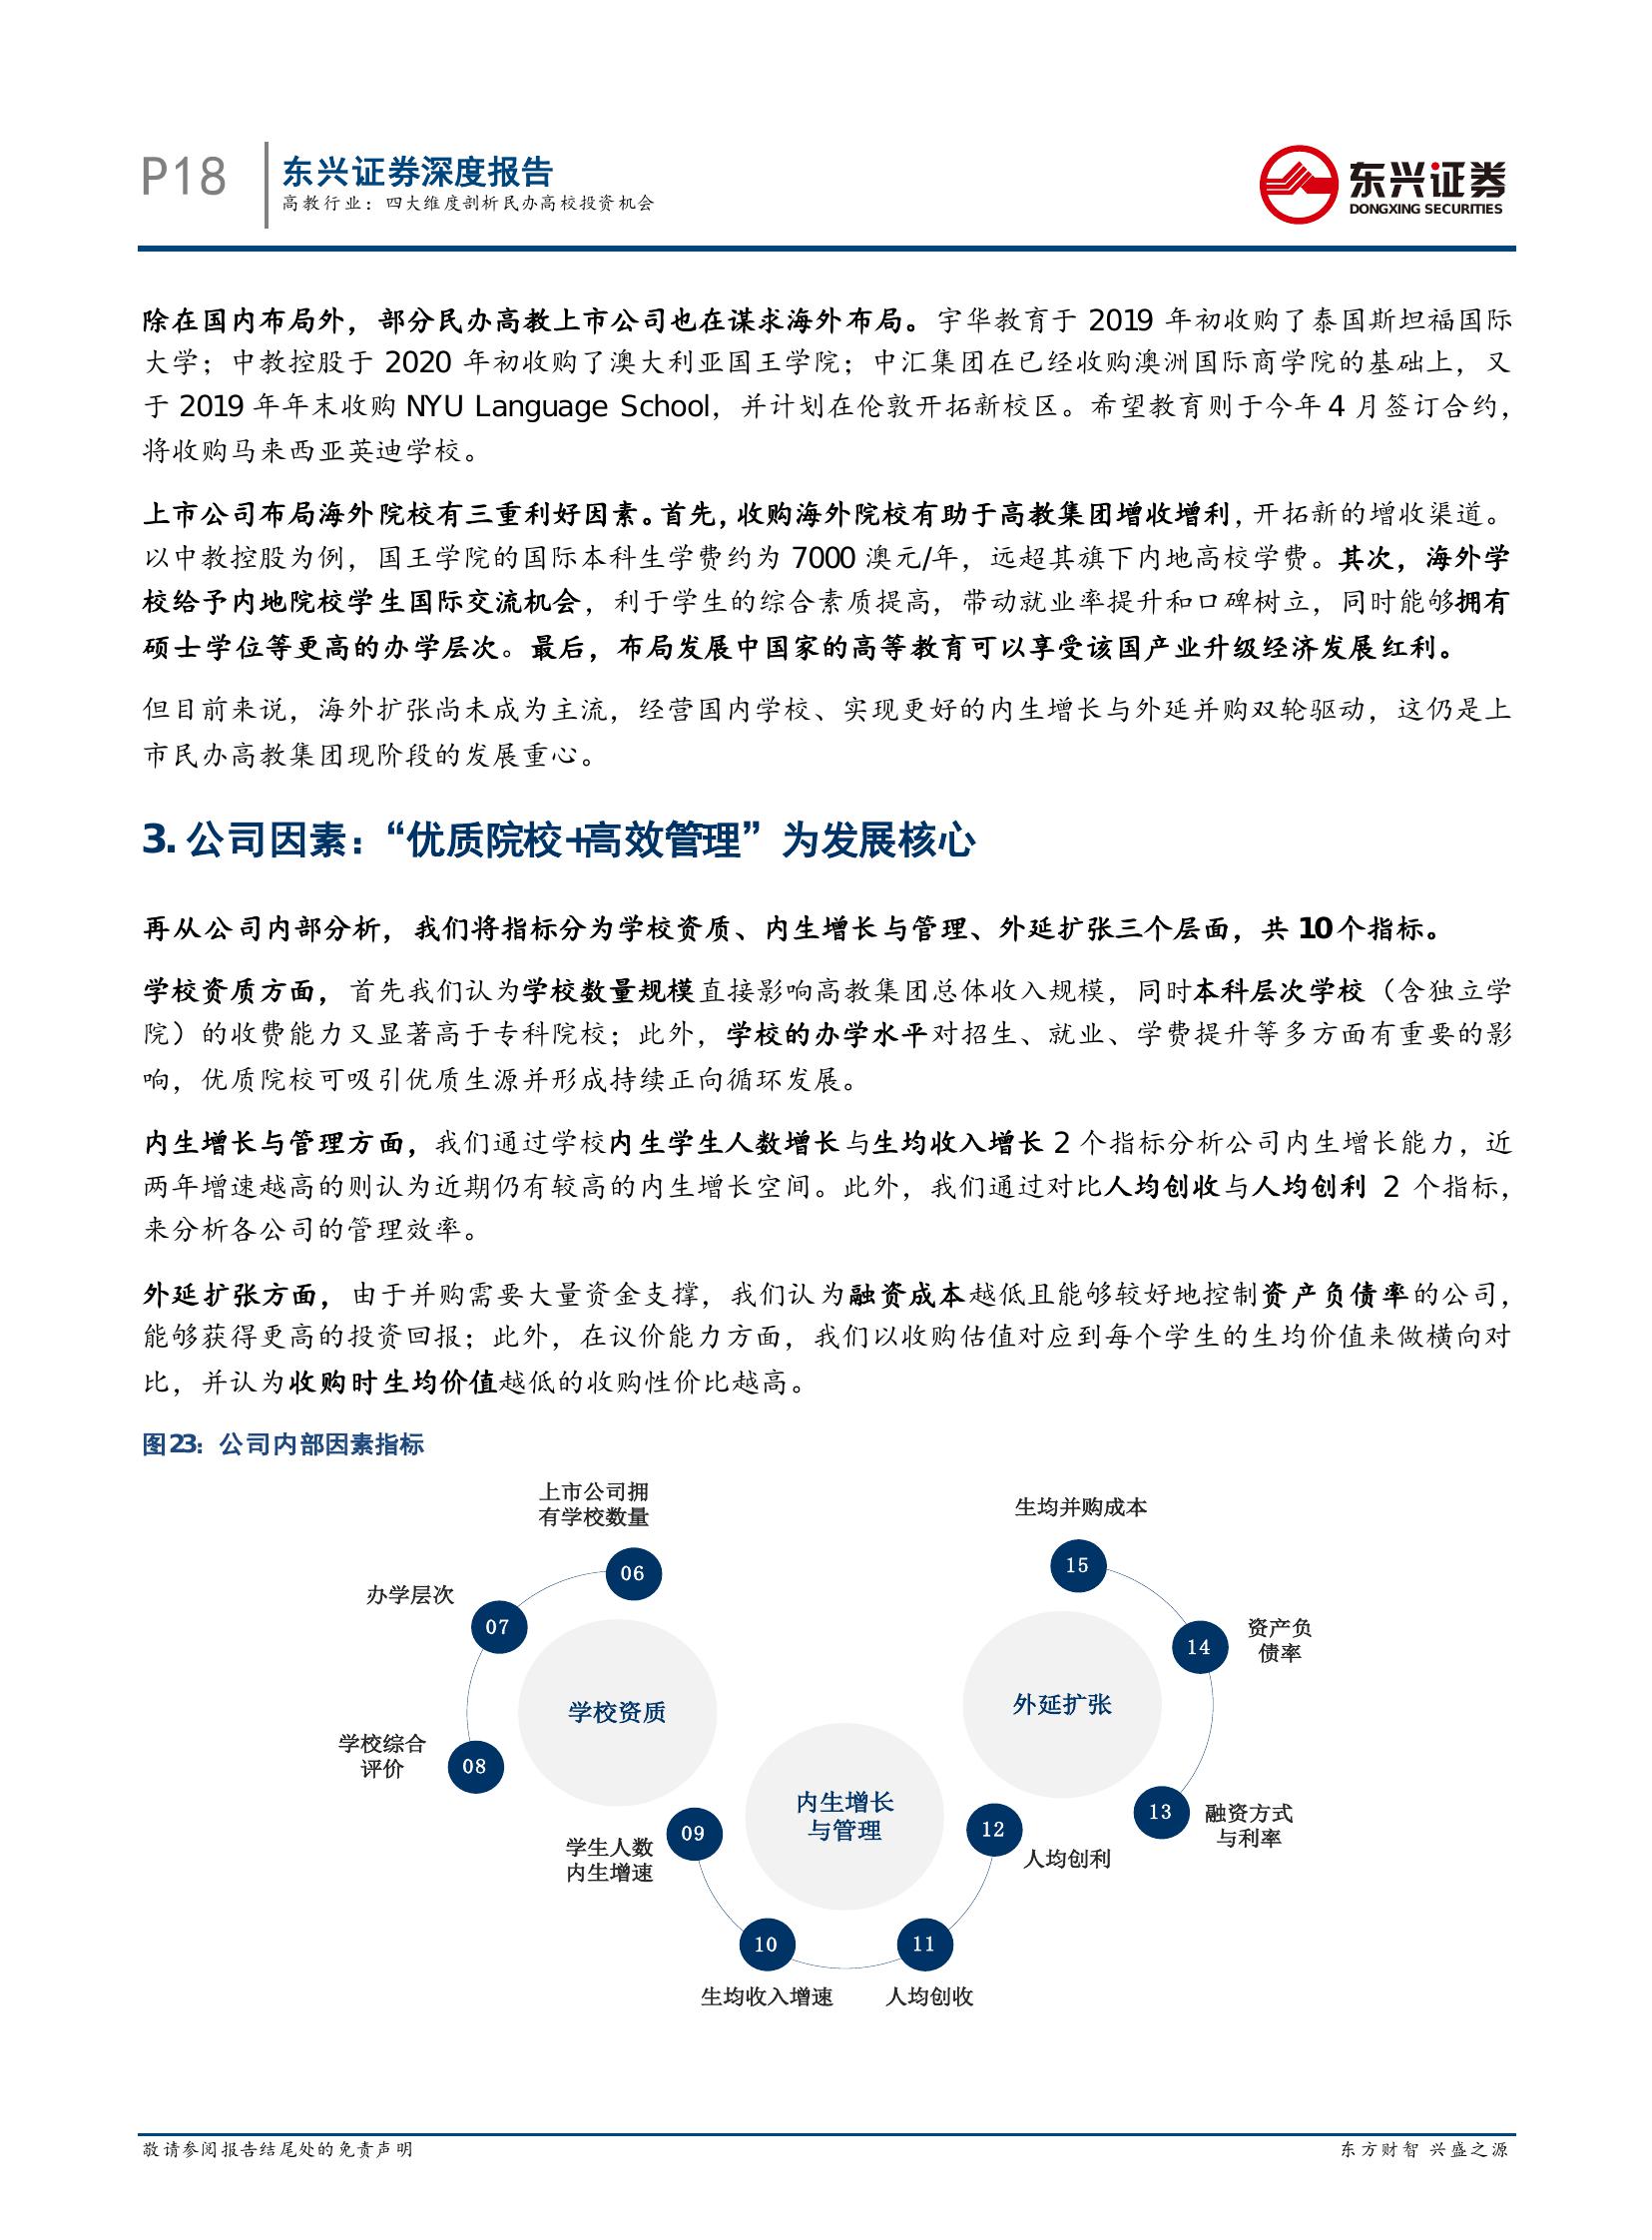 P18
东兴证券深度报告
高教行业：四大维度剖析民办高校投资机会
东兴证券
DONGXING SECURITIES
除在国内布局外，部分民办高教上市公司也在谋求海外布局。宇华教育于 2019 年初收购了泰国斯坦福国际
大学；中教控股于 2020 年初收购了澳大利亚国王学院；中汇集团在已经收购澳洲国际商学院的基础上，又
于 2019 年年末收购 NYU Language School，并计划在伦敦开拓新校区。希望教育则于今年 4 月签订合约，
将收购马来西亚英迪学校。
上市公司布局海外院校有三重利好因素。首先，收购海外院校有助于高教集团增收增利，开拓新的增收渠道。
以中教控股为例，国王学院的国际本科生学费约为 7000 澳元/年，远超其旗下内地高校学费。其次，海外学
校给予内地院校学生国际交流机会，利于学生的综合素质提高，带动就业率提升和口碑树立，同时能够拥有
硕士学位等更高的办学层次。最后，布局发展中国家的高等教育可以享受该国产业升级经济发展红利。
但目前来说，海外扩张尚未成为主流，经营国内学校、实现更好的内生增长与外延并购双轮驱动，这仍是上
市民办高教集团现阶段的发展重心。
3. 公司因素：“优质院校+高效管理”为发展核心
再从公司内部分析，我们将指标分为学校资质、内生增长与管理、外延扩张三个层面，共 10 个指标。
学校资质方面，首先我们认为学校数量规模直接影响高教集团总体收入规模，同时本科层次学校（含独立学
院）的收费能力又显著高于专科院校；此外，学校的办学水平对招生、就业、学费提升等多方面有重要的影
响，优质院校可吸引优质生源并形成持续正向循环发展。
内生增长与管理方面，我们通过学校内生学生人数增长与生均收入增长 2 个指标分析公司内生增长能力，近
两年增速越高的则认为近期仍有较高的内生增长空间。此外，我们通过对比人均创收与人均创利 2 个指标，
来分析各公司的管理效率。
外延扩张方面，由于并购需要大量资金支撑，我们认为融资成本越低且能够较好地控制资产负债率的公司，
能够获得更高的投资回报；此外，在议价能力方面，我们以收购估值对应到每个学生的生均价值来做横向对
比，并认为收购时生均价值越低的收购性价比越高。
图23：公司内部因素指标
上市公司拥
有学校数量
06
办学层次
07
学校综合
评价
08
学校资质
学生人数
内生增速
09
生均收入增速
10
人均创收
11
人均创利
12
内生增长
与管理
融资方式
与利率
13
资产负
债率
14
生均并购成本
15
外延扩张
敬请参阅报告结尾处的免责声明
东方财智 兴盛之源